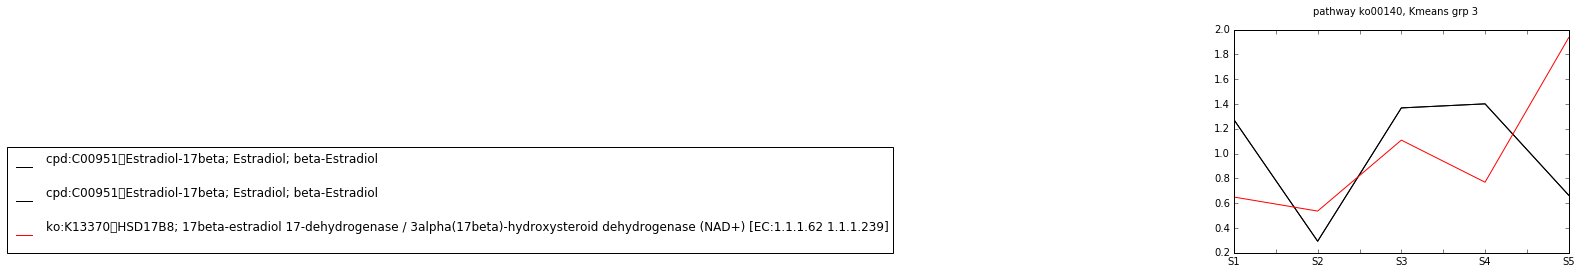 pathway ko00140, Kmeans grp 3
2.0
1.8
1.6
1.4
1.2
1.0
0.8
0.6
0.4
0.2
S1 S2 S3 S4 S5
cpd:C00951▯Estradiol-17beta; Estradiol; beta-Estradiol
cpd:C00951▯Estradiol-17beta; Estradiol; beta-Estradiol
ko:K13370▯HSD17B8; 17beta-estradiol 17-dehydrogenase / 3alpha(17beta)-hydroxysteroid dehydrogenase (NAD+) [EC:1.1.1.62 1.1.1.239]